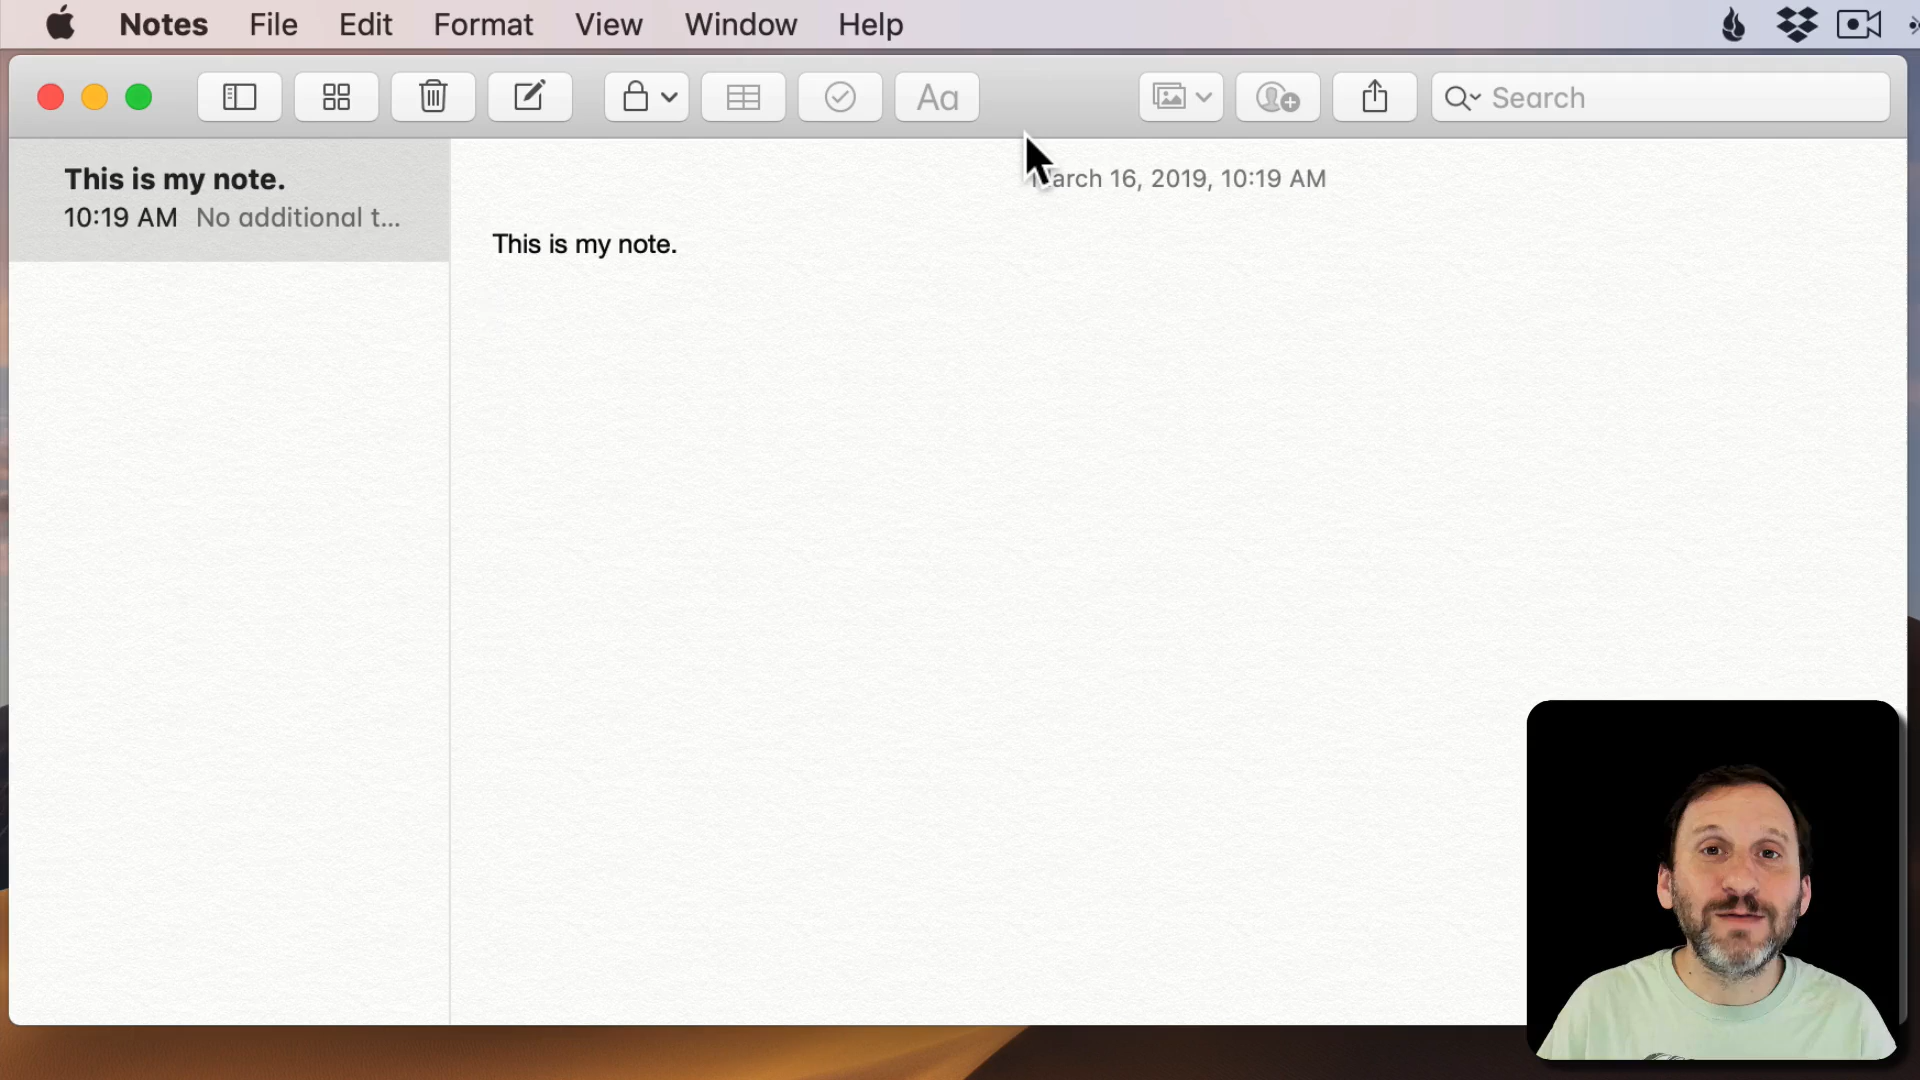 Notes File Edit Format View Window Help
Aa
Search
This is my note.
10:19 AM No additional t...
March 16, 2019, 10:19 AM
This is my note.